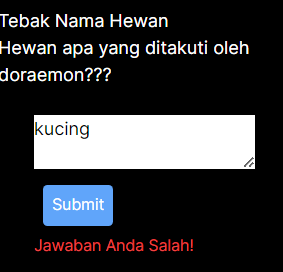 Tebak Nama Hewan
Hewan apa yang ditakuti oleh
doraemon???
kucing
Submit
Jawaban Anda Salah!